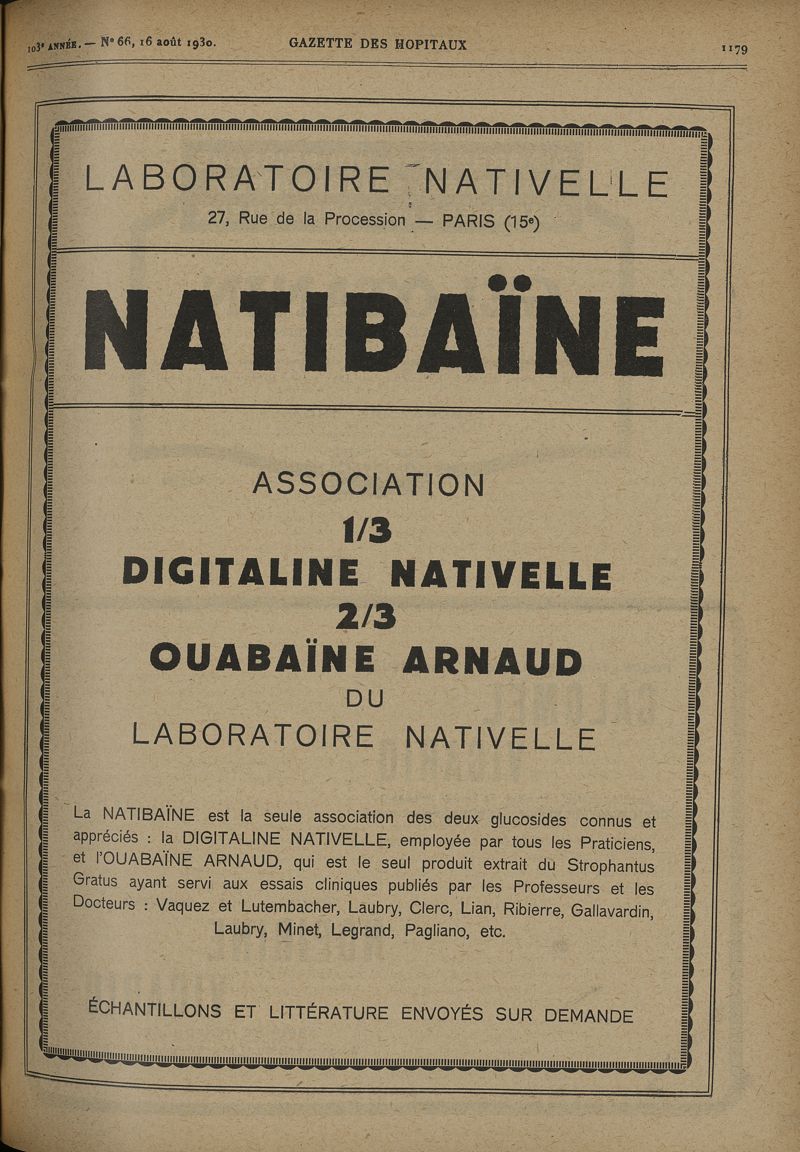 103e ANNÉE. — N° 66, 16 août 1930. GAZETTE DES HOPITAUX 1179
LABORATOIRE NATIVELLE
27, Rue de la Procession — PARIS (15e)
NATIBAÏNE
ASSOCIATION
1/3
DIGITALINE NATIVELLE
2/3
OUABAÏNE ARNAUD
DU
LABORATOIRE NATIVELLE
La NATIBAÏNE est la seule association des deux glucosides connus et
appréciés : la DIGITALINE NATIVELLE, employée par tous les Praticiens,
et l'OUABAÏNE ARNAUD, qui est le seul produit extrait du Strophantus
Gratus ayant servi aux essais cliniques publiés par les Professeurs et les
Docteurs : Vaquez et Lutembacher, Laubry, Clerc, Lian, Ribierre, Gallavardin,
Laubry, Minet, Legrand, Pagliano, etc.
ÉCHANTILLONS ET LITTÉRATURE ENVOYÉS SUR DEMANDE